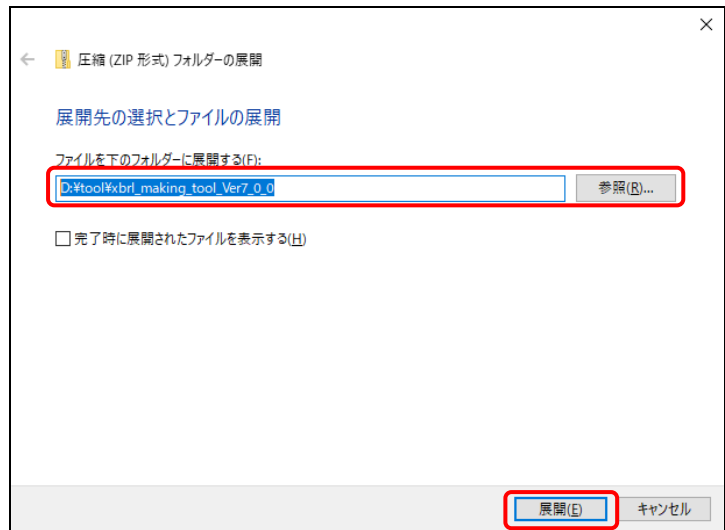 圧縮 (ZIP 形式) フォルダーの展開
展開先の選択とファイルの展開
ファイルを下のフォルダーに展開する(F):
D:¥tool¥xbrl_making_tool_Ver7_0_0
参照(R)...
完了時に展開されたファイルを表示する(H)
展開(E)
キャンセル